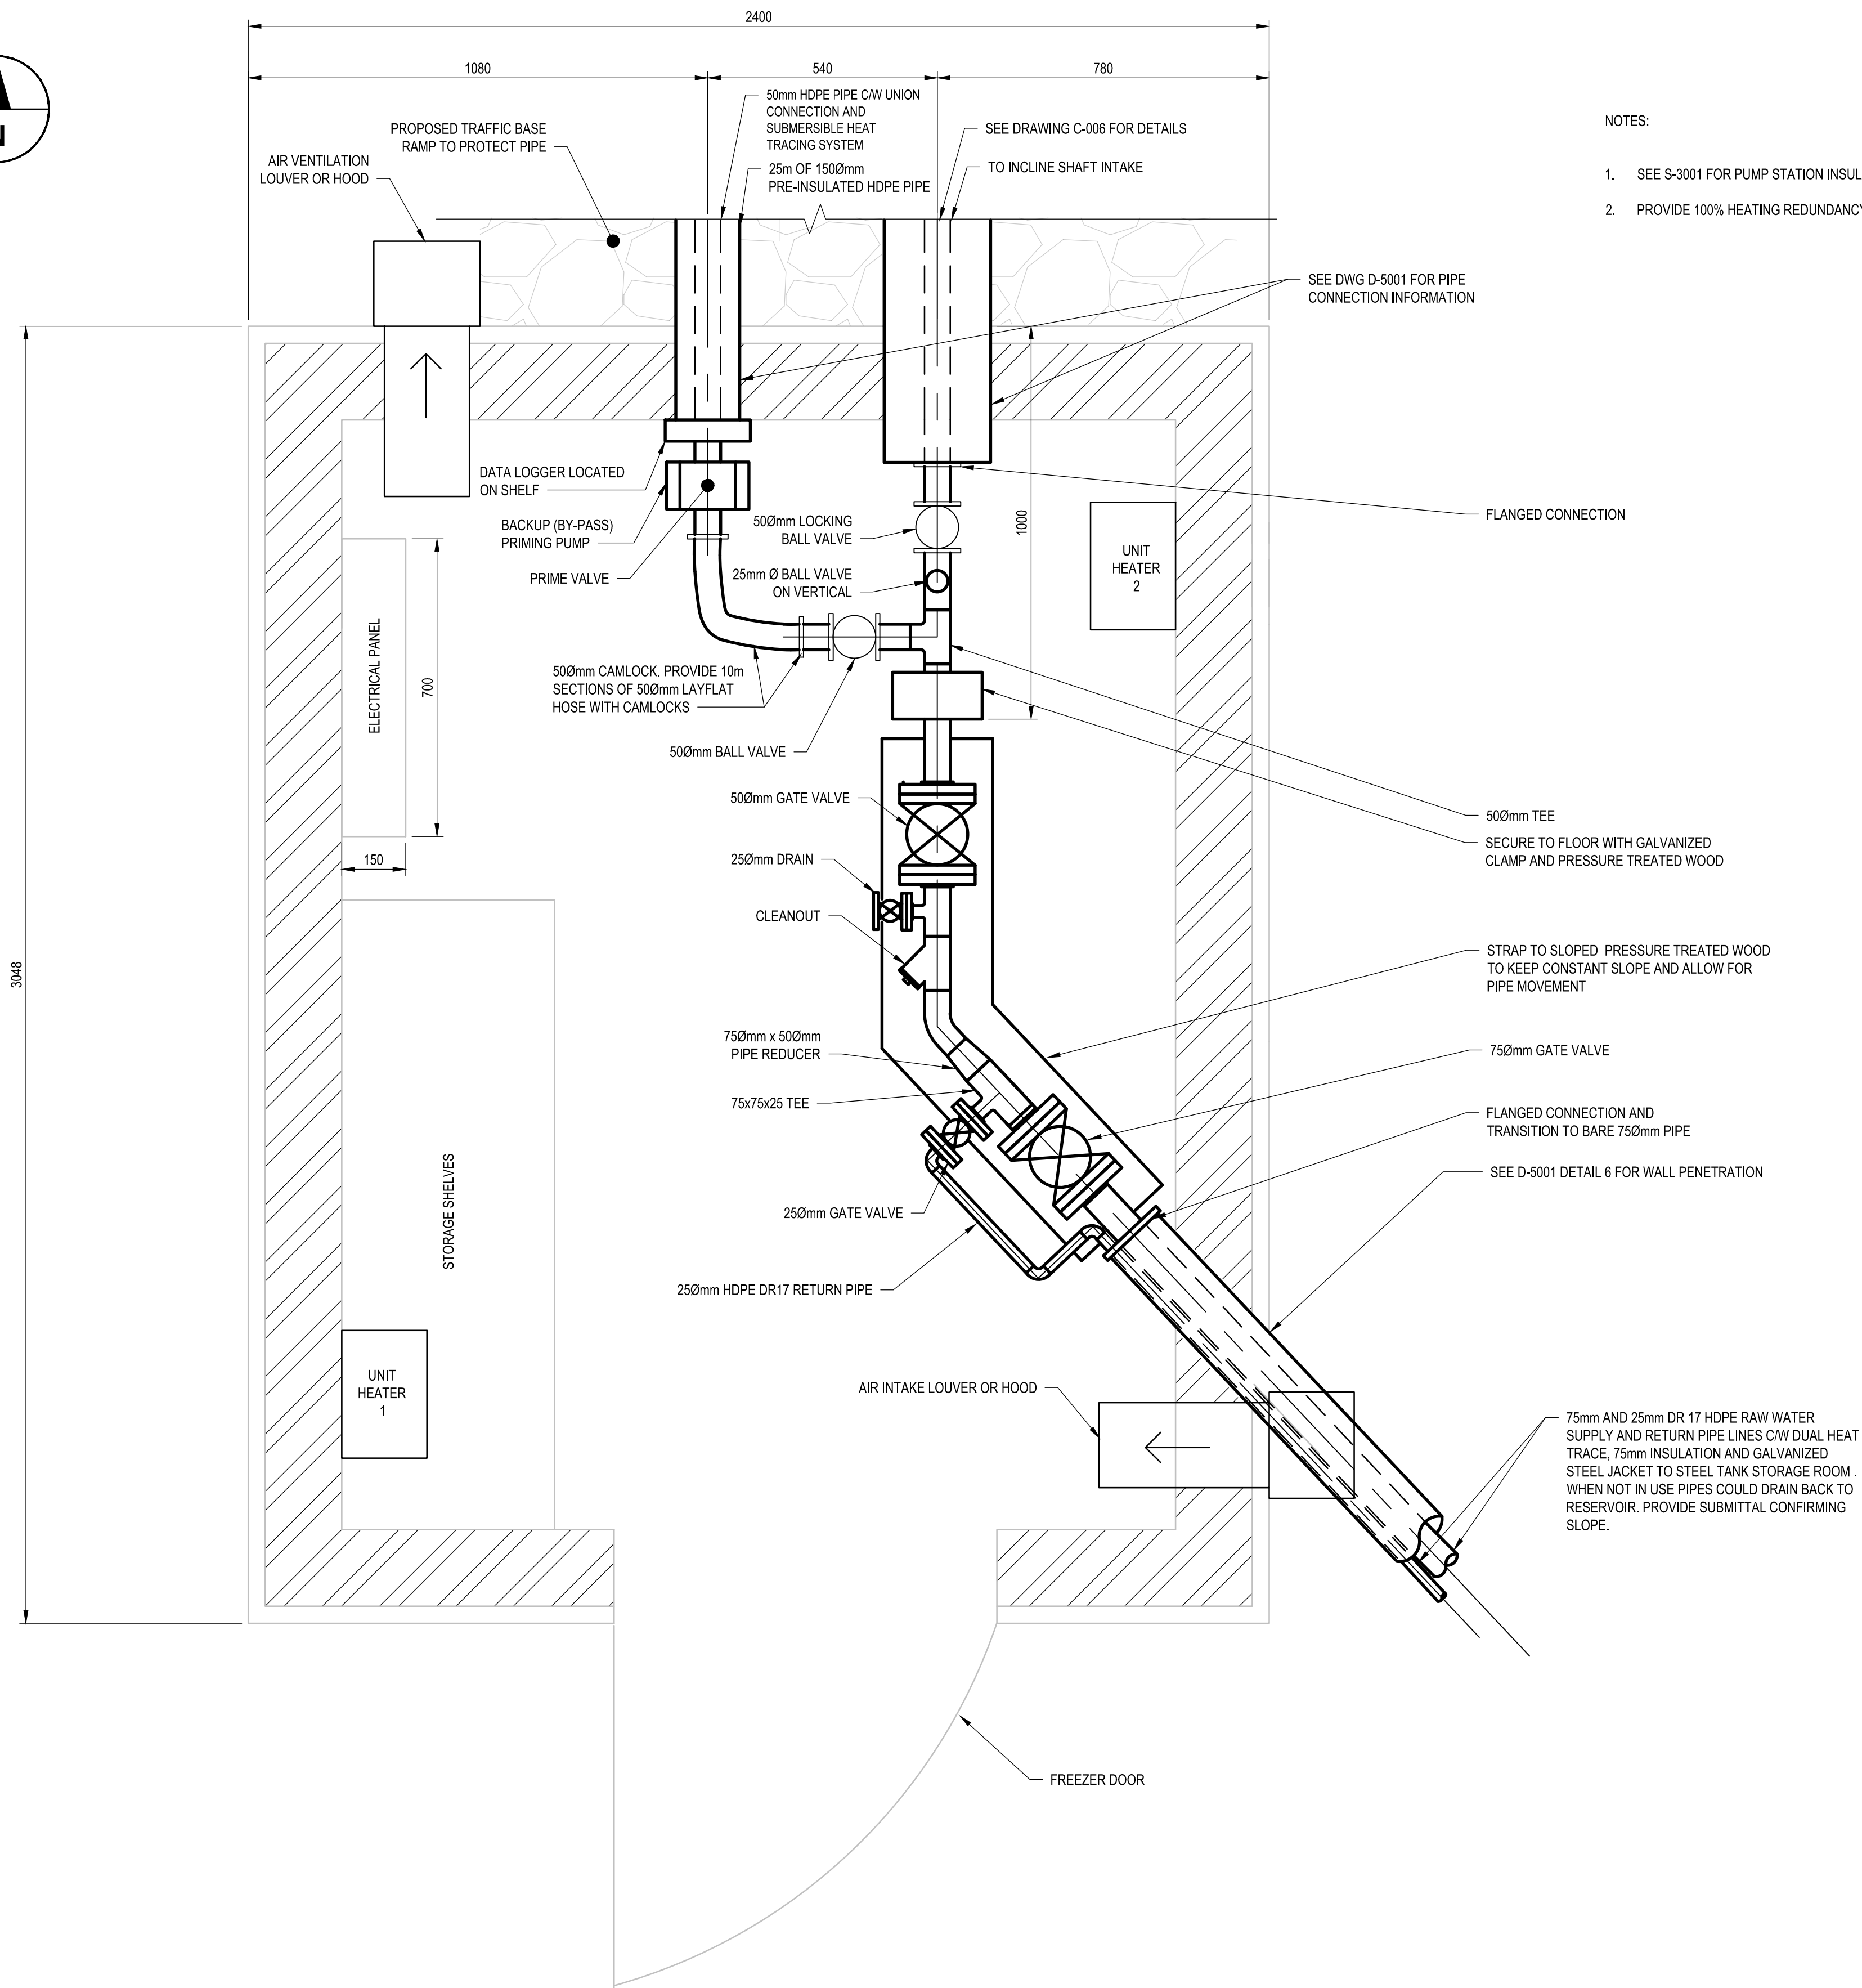 2400
1080
540
780
50mm HDPE PIPE C/W UNION
CONNECTION AND
SUBMERSIBLE HEAT
TRACING SYSTEM
PROPOSED TRAFFIC BASE
RAMP TO PROTECT PIPE
SEE DRAWING C-006 FOR DETAILS
AIR VENTILATION
LOUVER OR HOOD
TO INCLINE SHAFT INTAKE
25m OF 150Ømm
PRE-INSULATED HDPE PIPE
NOTES:
1. SEE S-3001 FOR PUMP STATION INSUL
2. PROVIDE 100% HEATING REDUNDANCY
SEE DWG D-5001 FOR PIPE
CONNECTION INFORMATION
DATA LOGGER LOCATED
ON SHELF
BACKUP (BY-PASS)
PRIMING PUMP
PRIME VALVE
50Ømm LOCKING
BALL VALVE
25mm Ø BALL VALVE
ON VERTICAL
1000
FLANGED CONNECTION
UNIT
HEATER
2
ELECTRICAL PANEL
700
150
50Ømm CAMLOCK. PROVIDE 10m
SECTIONS OF 50Ømm LAYFLAT
HOSE WITH CAMLOCKS
50Ømm BALL VALVE
50Ømm GATE VALVE
50Ømm TEE
SECURE TO FLOOR WITH GALVANIZED
CLAMP AND PRESSURE TREATED WOOD
25Ømm DRAIN
CLEANOUT
3048
STRAP TO SLOPED PRESSURE TREATED WOOD
TO KEEP CONSTANT SLOPE AND ALLOW FOR
PIPE MOVEMENT
75Ømm x 50Ømm
PIPE REDUCER
75Ømm GATE VALVE
75x75x25 TEE
FLANGED CONNECTION AND
TRANSITION TO BARE 75Ømm PIPE
SEE D-5001 DETAIL 6 FOR WALL PENETRATION
STORAGE SHELVES
25Ømm GATE VALVE
25Ømm HDPE DR17 RETURN PIPE
UNIT
HEATER
1
AIR INTAKE LOUVER OR HOOD
75mm AND 25mm DR 17 HDPE RAW WATER
SUPPLY AND RETURN PIPE LINES C/W DUAL HEAT
TRACE, 75mm INSULATION AND GALVANIZED
STEEL JACKET TO STEEL TANK STORAGE ROOM .
WHEN NOT IN USE PIPES COULD DRAIN BACK TO
RESERVOIR. PROVIDE SUBMITTAL CONFIRMING
SLOPE.
FREEZER DOOR